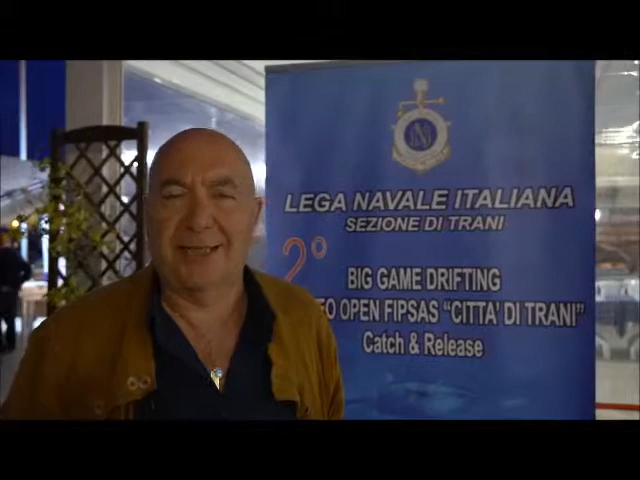 LEGA NAVALE ITALIANA
SEZIONE DI TRANI
2°
BIG GAME DRIFTING
OPEN FIPSAS "CITTA' DI TRANI"
Catch & Release